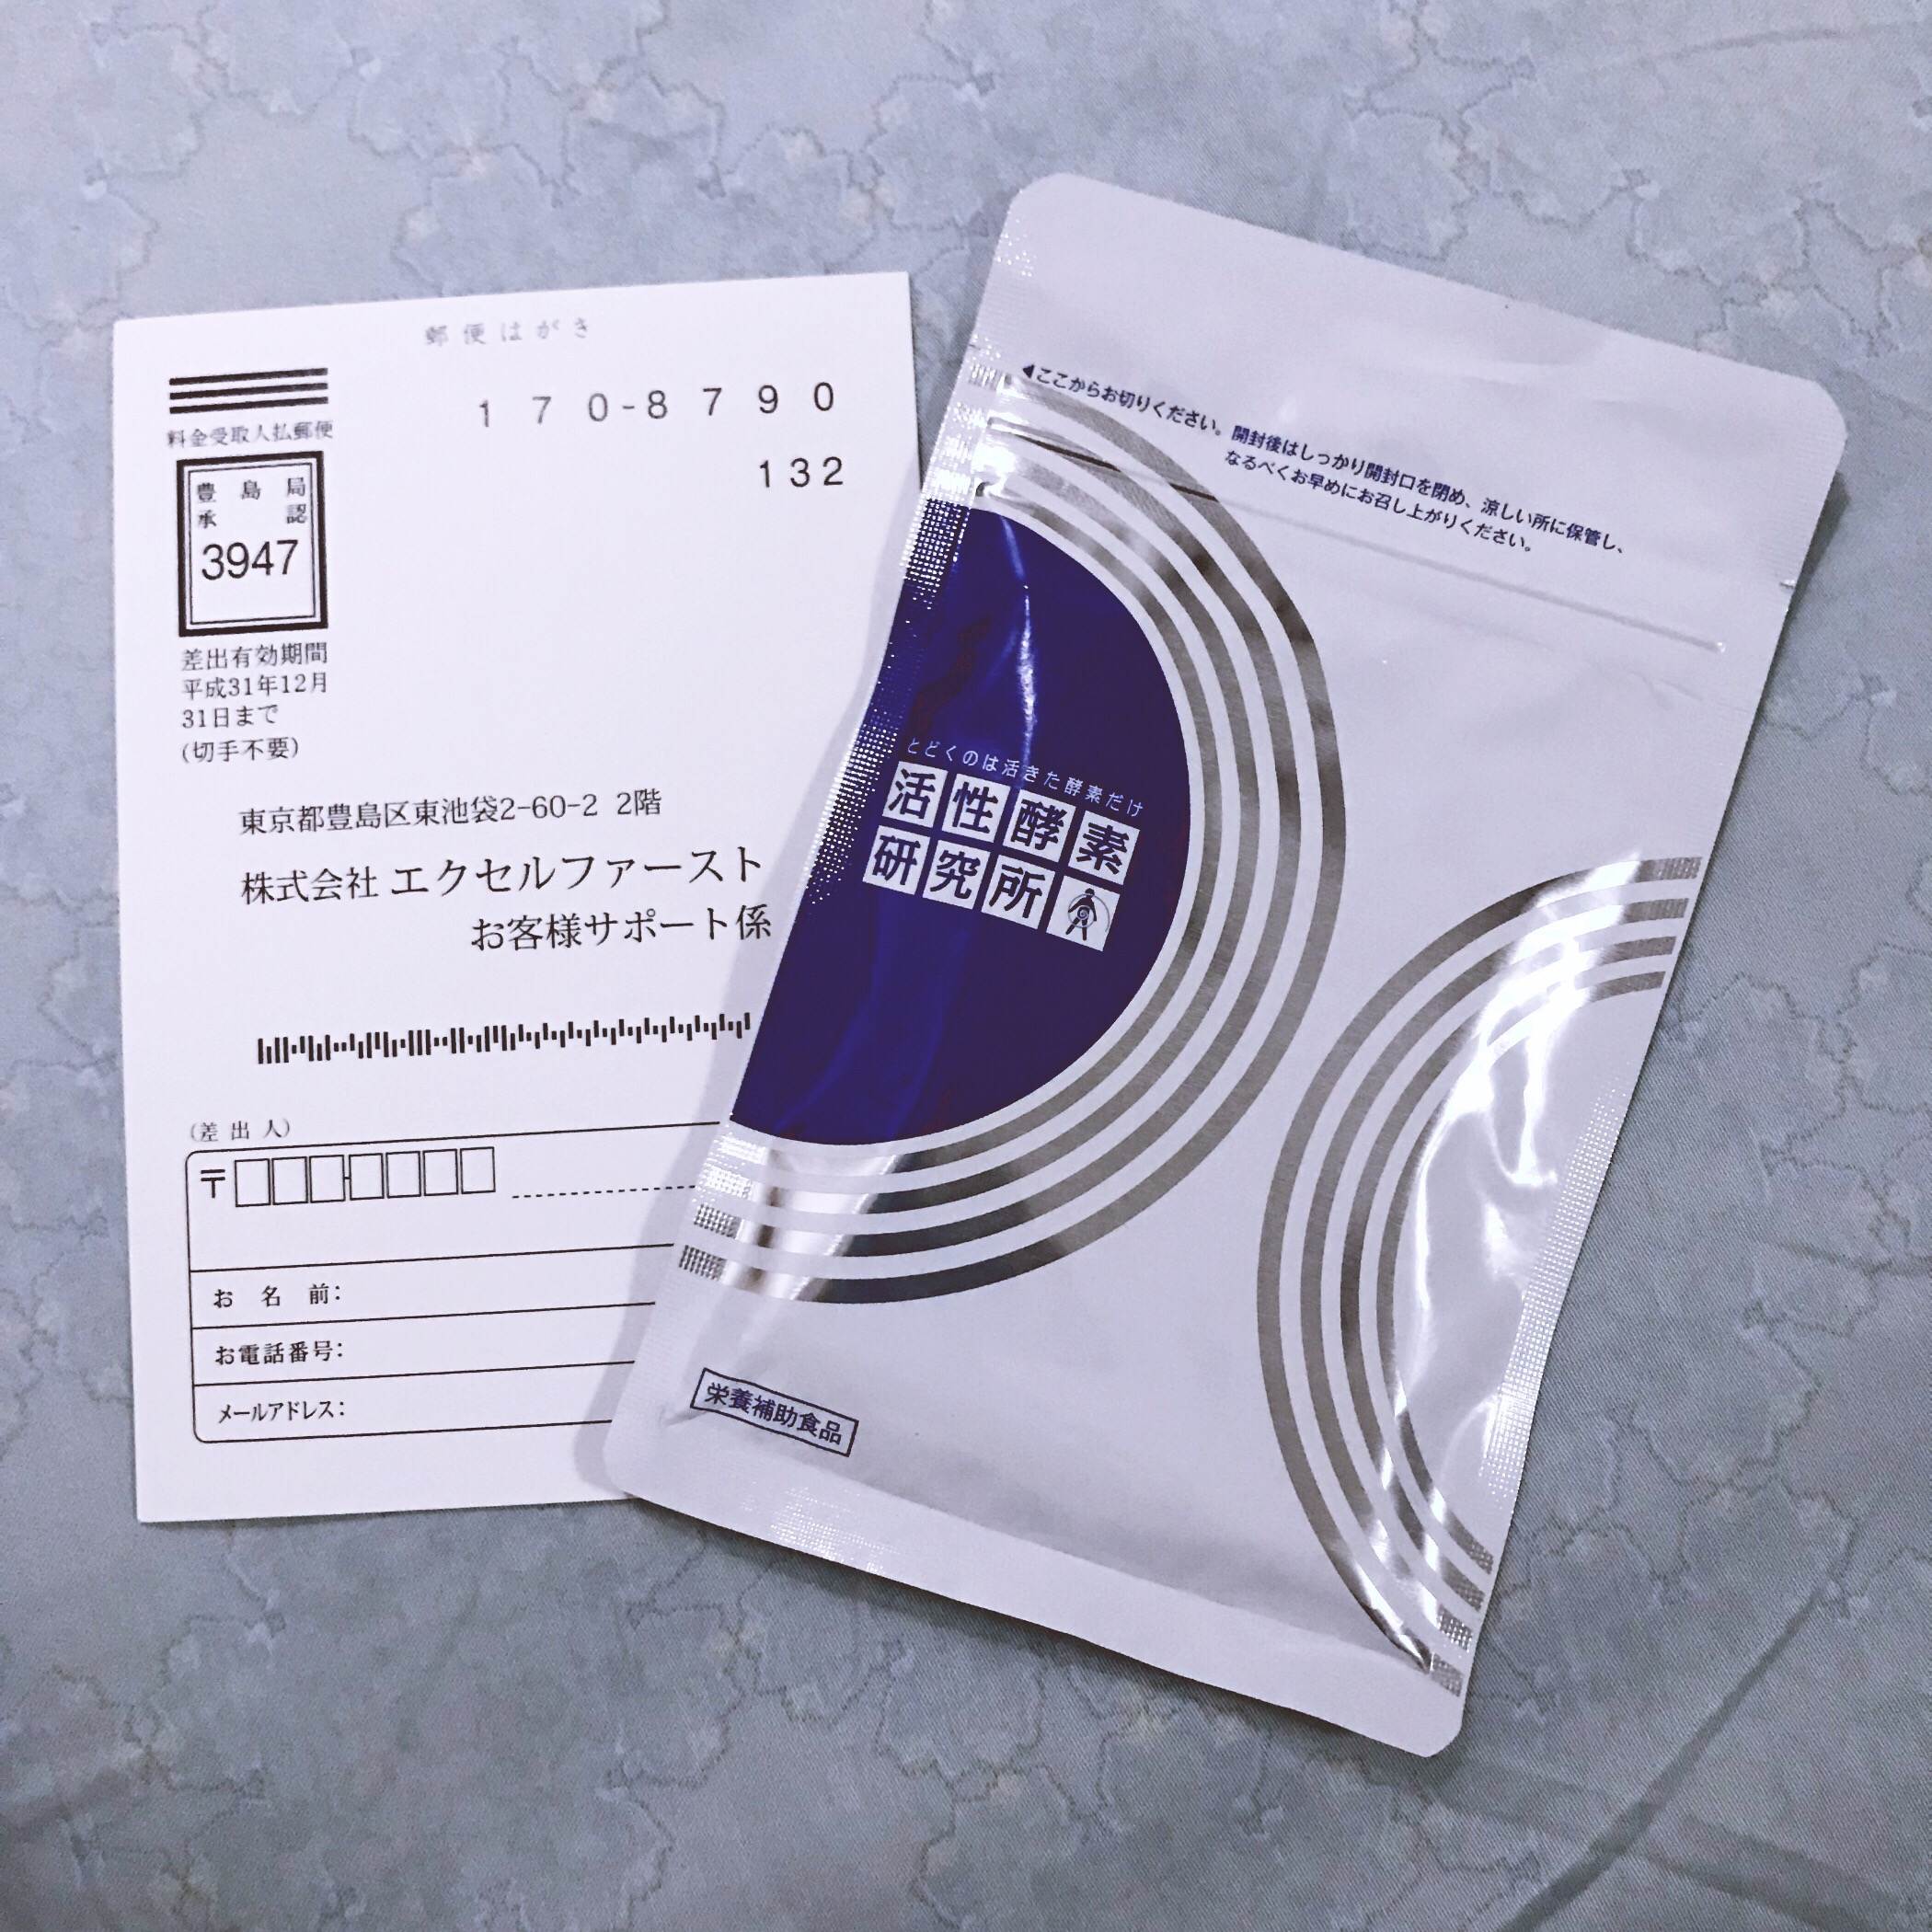 郵便はがき
料金受取人払郵便
豊島局
承認
3947
差出有効期間
平成31年12月
31日まで
(切手不要)
170-8790
132
東京都豊島区東池袋2-60-2 2階
株式会社 エクセルファースト
お客様サポート係
(差出人)
〒
お名前：
お電話番号：
メールアドレス：
◀ここからお切りください。開封後はしっかり開封口を閉め、涼しい所に保管し、
なるべくお早めにお召し上がりください。
とどくのは活きた酵素だけ
活性酵素
研究所
栄養補助食品